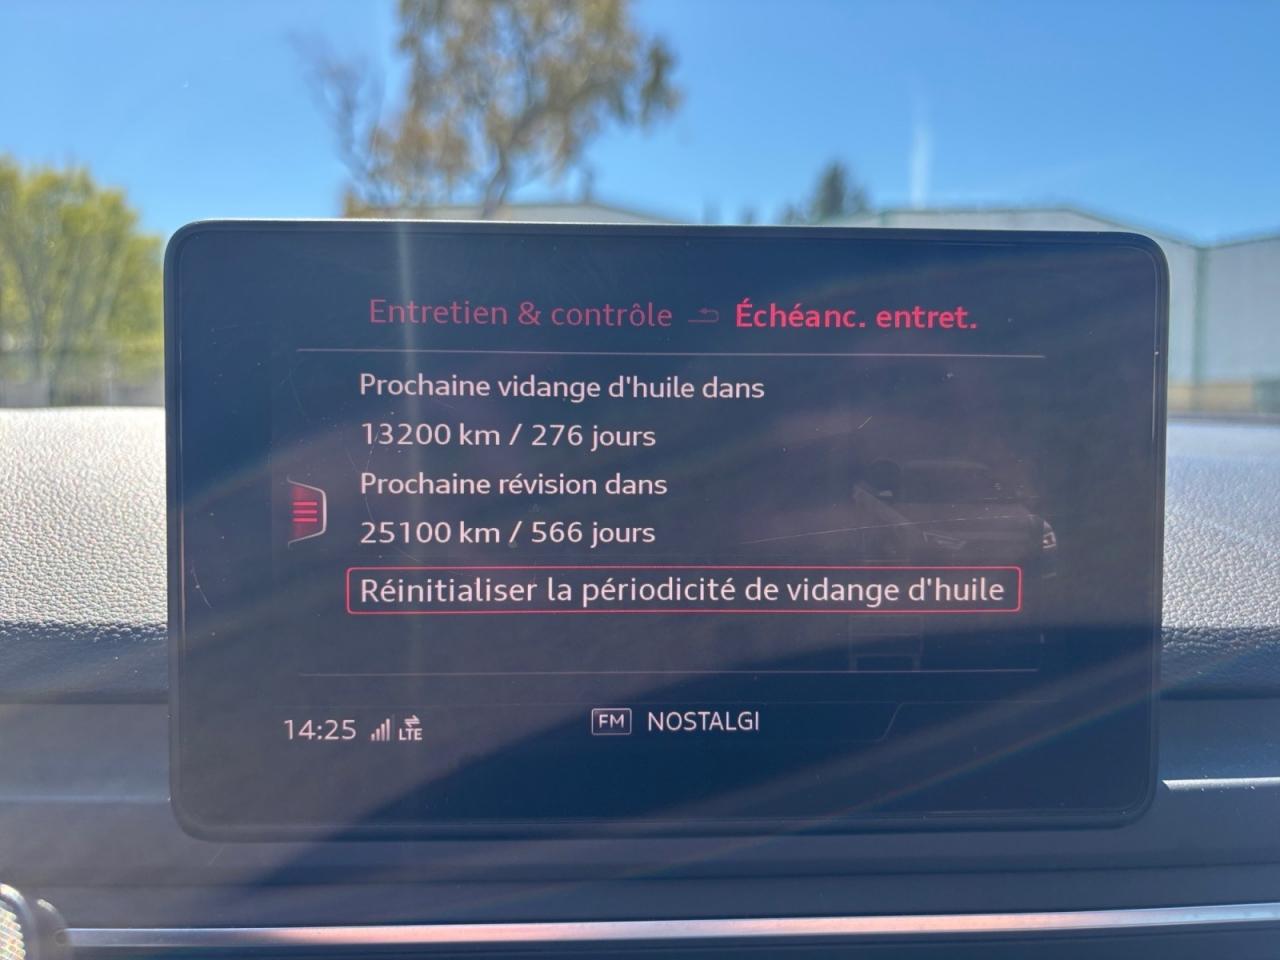 Entretien & contrôle Échéanc. entret.
Prochaine vidange d'huile dans
13200 km / 276 jours
Prochaine révision dans
25100 km / 566 jours
Réinitialiser la périodicité de vidange d'huile
14:25 LTE FM NOSTALGI